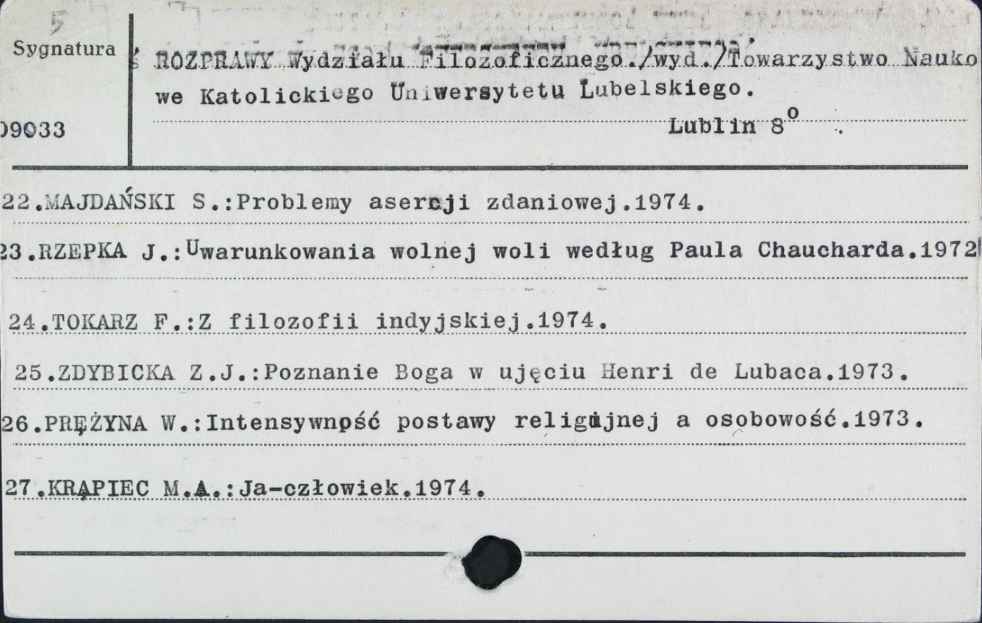 5
Sygnatura
ROZPRAWY Wydziału Filozoficznego./wyd./Towarzystwo Nauko
we Katolickiego Uniwersytetu Lubelskiego.
09033
Lublin 8º
22.MAJDAŃSKI S.:Problemy asercji zdaniowej.1974.
23.RZEPKA J.:Uwarunkowania wolnej woli według Paula Chaucharda.1972
24.TOKARZ F.:Z filozofii indyjskiej.1974.
25.ZDYBICKA Z.J.:Poznanie Boga w ujęciu Henri de Lubaca.1973.
26.PRĘŻYNA W.:Intensywność postawy religijnej a osobowość.1973.
27.KRĄPIEC M.A.:Ja-człowiek.1974.